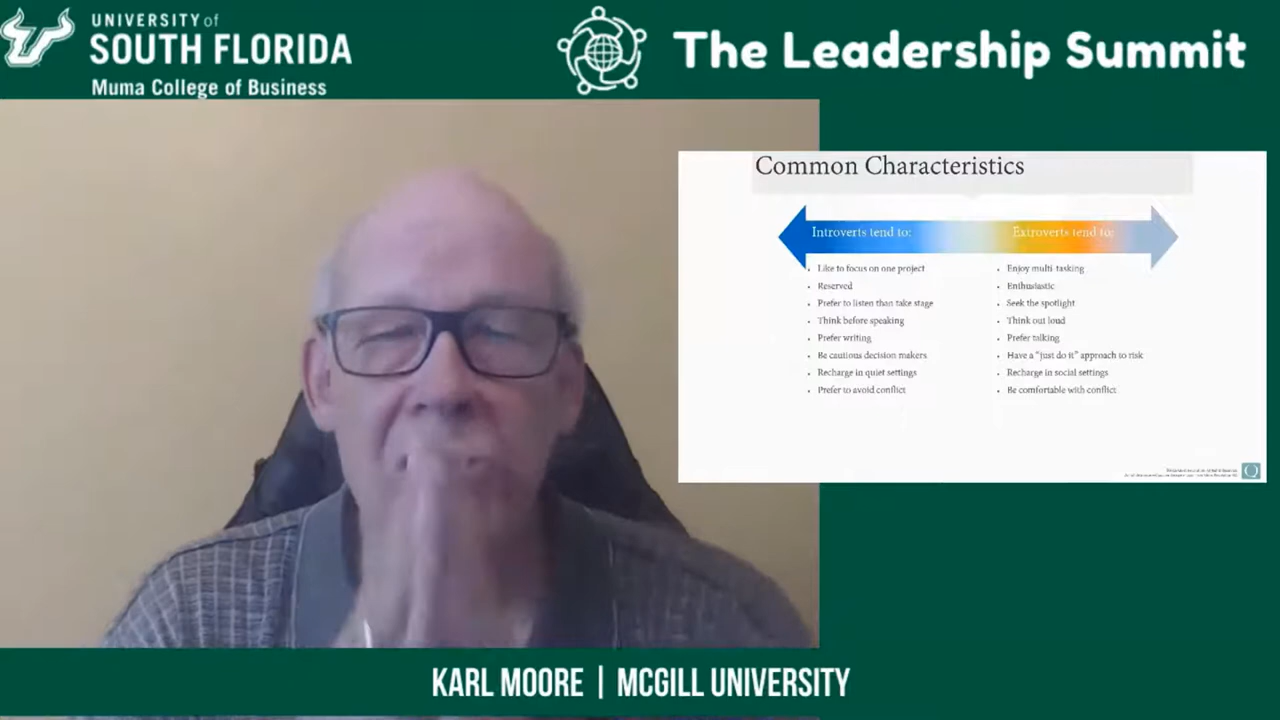 UNIVERSITY of
SOUTH FLORIDA
Muma College of Business
The Leadership Summit
Common Characteristics
Introverts tend to:
• Like to focus on one project
• Reserved
• Prefer to listen than take stage
• Think before speaking
• Prefer writing
• Be cautious decision makers
• Recharge in quiet settings
• Prefer to avoid conflict
Extroverts tend to:
• Enjoy multi-tasking
• Enthusiastic
• Seek the spotlight
• Think out loud
• Prefer talking
• Have a "just do it" approach to risk
• Recharge in social settings
• Be comfortable with conflict
Q
KARL MOORE | MCGILL UNIVERSITY